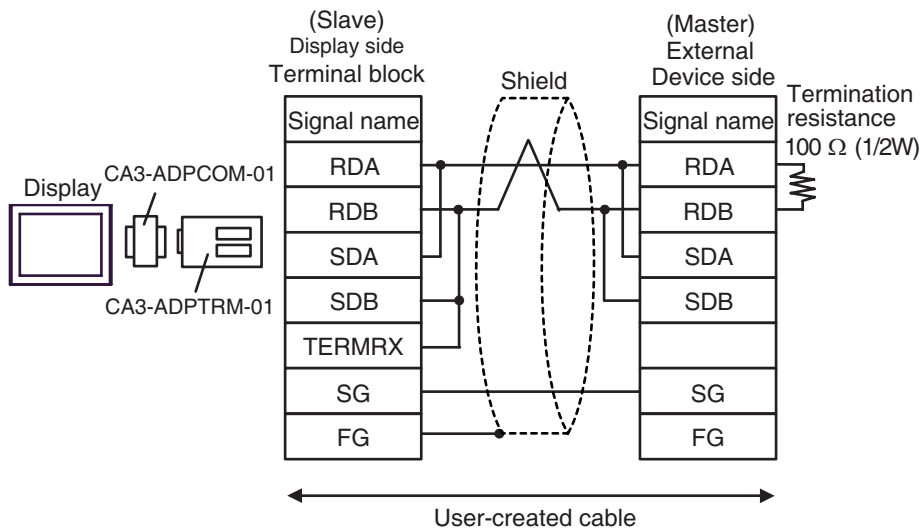 (Slave)
Display side
Terminal block
(Master)
External
Device side
Shield
Termination
resistance
100 Ω (1/2W)
Signal name
Signal name
RDA
RDA
Display
CA3-ADPCOM-01
RDB
RDB
SDA
SDA
CA3-ADPTRM-01
SDB
SDB
TERMRX
SG
SG
FG
FG
User-created cable